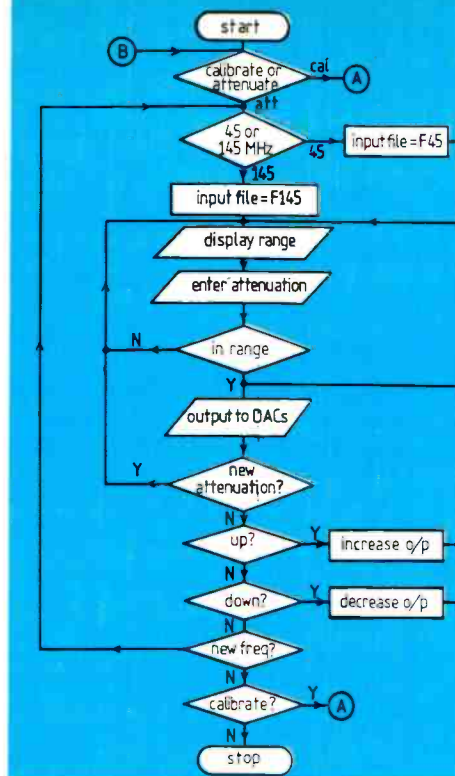 start
B
calibrate or
attenuate
cal
A
att
45 or
145 MHz
45
input file = F45
145
input file = F145
display range
enter attenuation
N
in range
Y
output to DACs
Y
new
attenuation?
N
up?
Y
increase o/p
N
down?
Y
decrease o/p
N
new freq?
N
calibrate?
Y
A
N
stop